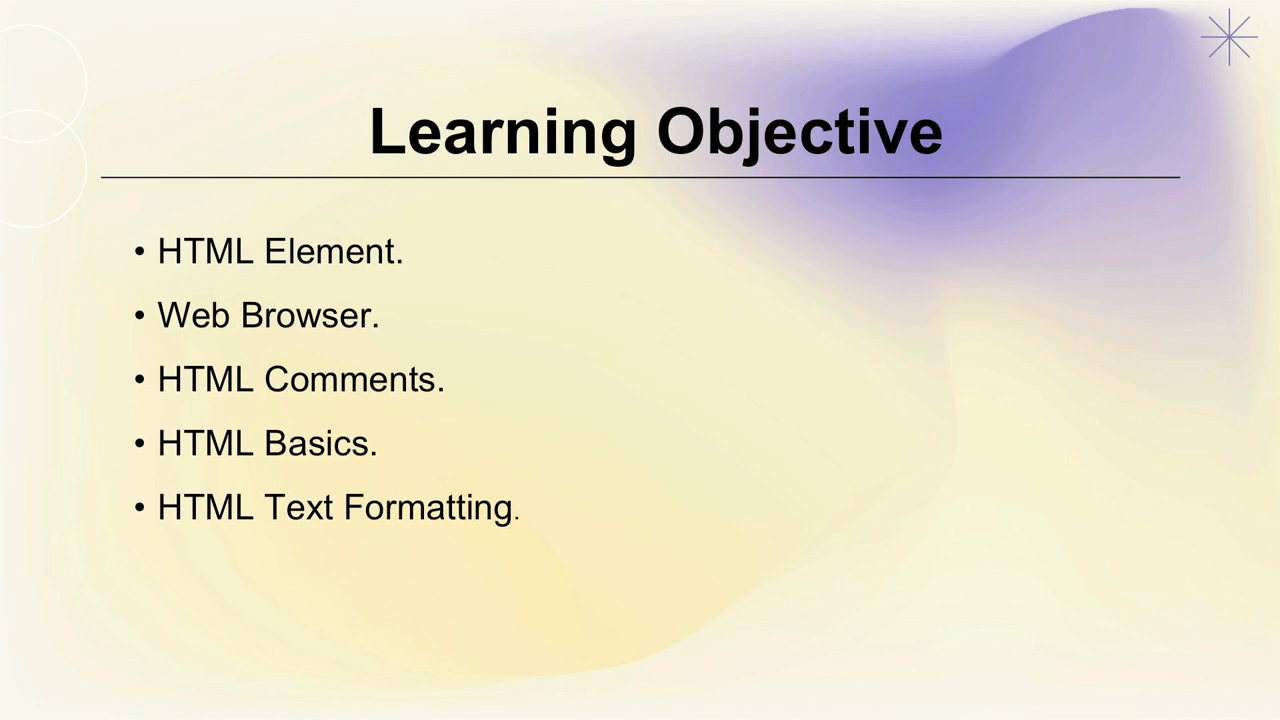 Learning Objective
• HTML Element.
• Web Browser.
• HTML Comments.
• HTML Basics.
• HTML Text Formatting.